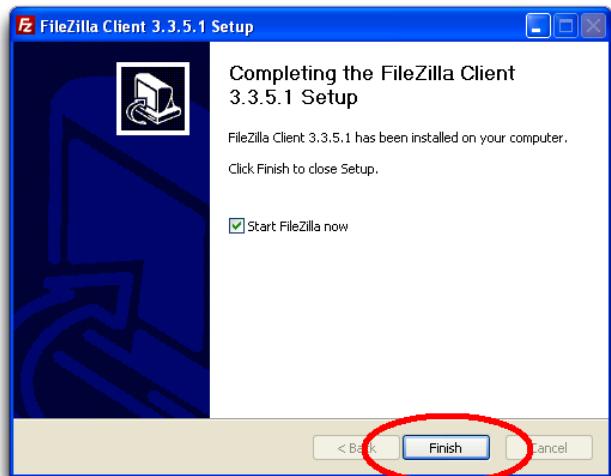 Fz FileZilla Client 3.3.5.1 Setup
Completing the FileZilla Client
3.3.5.1 Setup
FileZilla Client 3.3.5.1 has been installed on your computer.
Click Finish to close Setup.
Start FileZilla now
< Back Finish Cancel